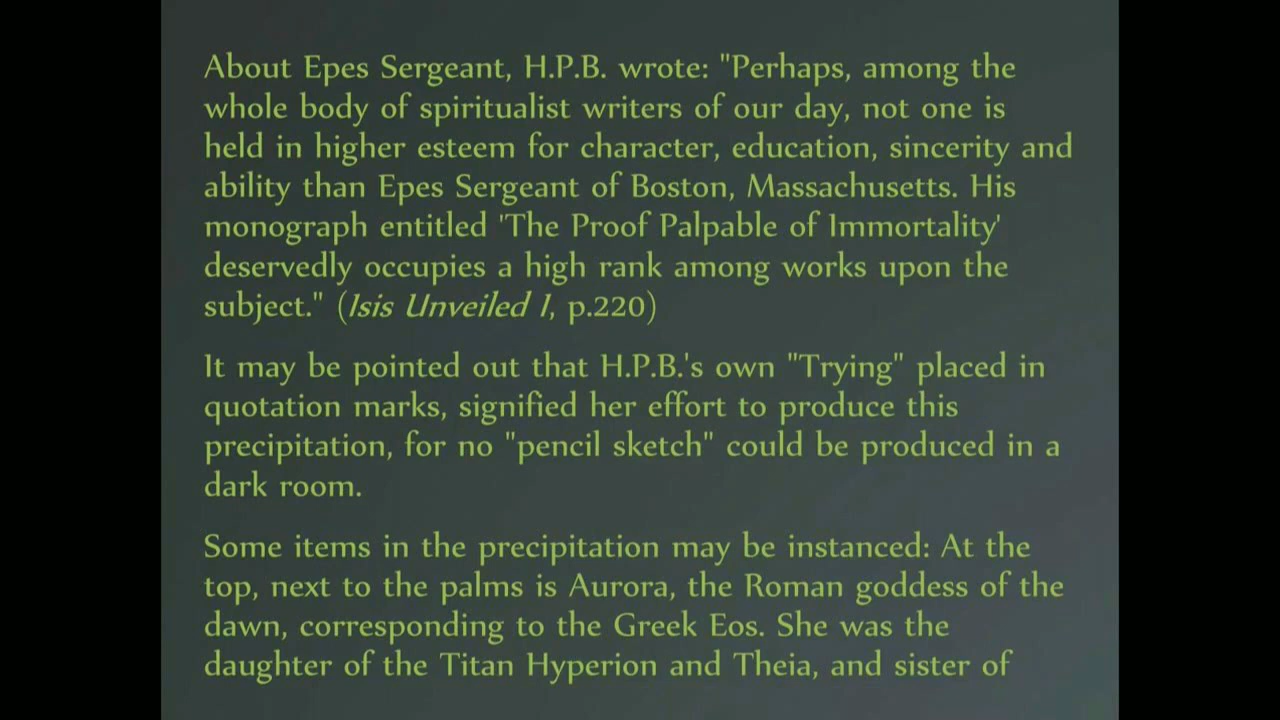 About Epes Sergeant, H.P.B. wrote: "Perhaps, among the
whole body of spiritualist writers of our day, not one is
held in higher esteem for character, education, sincerity and
ability than Epes Sergeant of Boston, Massachusetts. His
monograph entitled 'The Proof Palpable of Immortality'
deservedly occupies a high rank among works upon the
subject." (Isis Unveiled I, p.220)
It may be pointed out that H.P.B.'s own "Trying" placed in
quotation marks, signified her effort to produce this
precipitation, for no "pencil sketch" could be produced in a
dark room.
Some items in the precipitation may be instanced: At the
top, next to the palms is Aurora, the Roman goddess of the
dawn, corresponding to the Greek Eos. She was the
daughter of the Titan Hyperion and Theia, and sister of